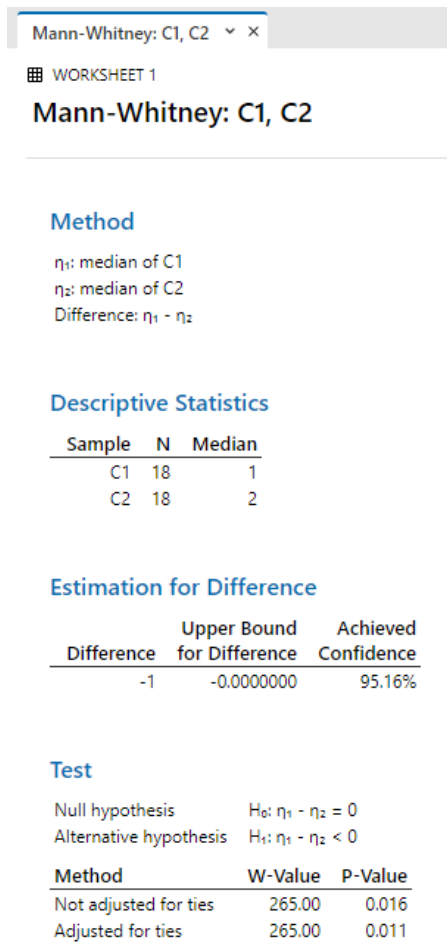 Mann-Whitney: C1, C2
WORKSHEET 1
Mann-Whitney: C1, C2
Method
η₁: median of C1
η₂: median of C2
Difference: η₁ - η₂
Descriptive Statistics
Sample N Median
C1 18 1
C2 18 2
Estimation for Difference
Upper Bound Achieved
Difference for Difference Confidence
-1 -0.0000000 95.16%
Test
Null hypothesis H₀: η₁ - η₂ = 0
Alternative hypothesis H₁: η₁ - η₂ < 0
Method W-Value P-Value
Not adjusted for ties 265.00 0.016
Adjusted for ties 265.00 0.011